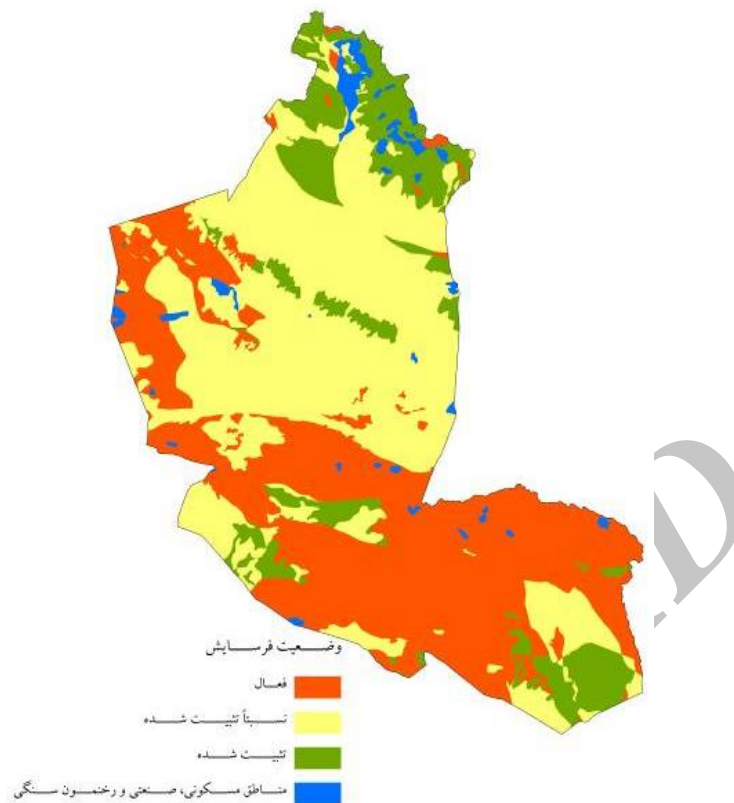 وضعیت فرسایش
فعال
نسبتاً تثبیت شده
تثبیت شده
مناطق مسکونی، صنعتی و رخنمون سنگی
D